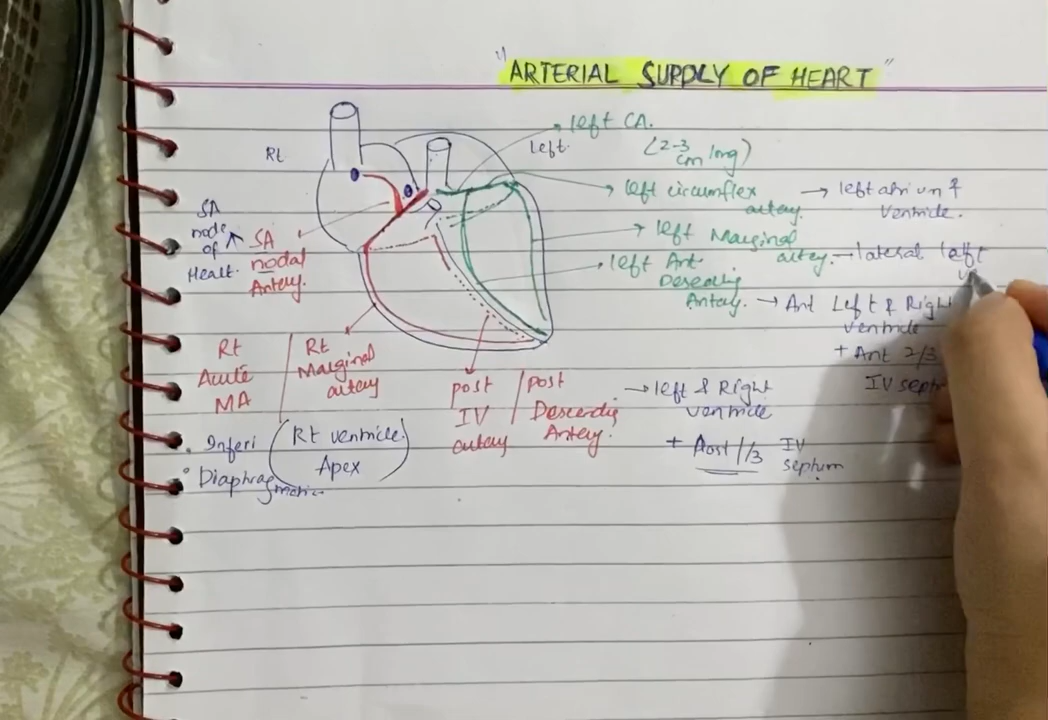 "ARTERIAL SUPPLY OF HEART"
left CA.
(2-3 cm long)
Rt
Left.
left circumflex artery. → left atrium & ventricle.
SA node of Heart.
SA nodal Artery.
left Marginal artery. → lateral left
left Ant. Descending Artery. → Ant Left & Right ventricle
+ Ant 2/3
IV sept
Rt Acute MA
Rt Marginal artery
post IV artery
post Descending Artery.
→ left & Right ventricle
+ Post 1/3 IV septum
• Inferi
• Diaphragmatic
(Rt ventricle Apex)